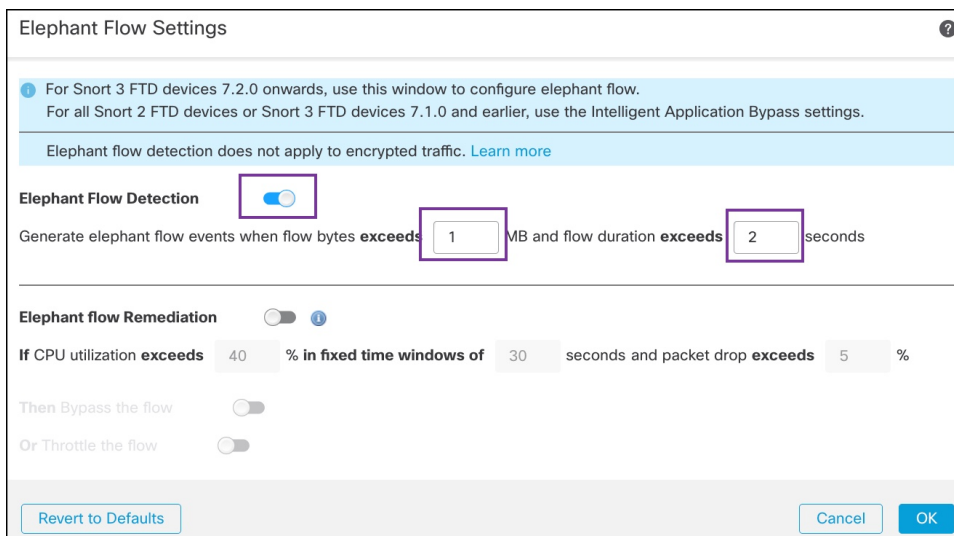 Elephant Flow Settings
For Snort 3 FTD devices 7.2.0 onwards, use this window to configure elephant flow.
For all Snort 2 FTD devices or Snort 3 FTD devices 7.1.0 and earlier, use the Intelligent Application Bypass settings.
Elephant flow detection does not apply to encrypted traffic. Learn more
Elephant Flow Detection
Generate elephant flow events when flow bytes exceeds 1 MB and flow duration exceeds 2 seconds
Elephant flow Remediation
If CPU utilization exceeds 40 % in fixed time windows of 30 seconds and packet drop exceeds 5 %
Then Bypass the flow
Or Throttle the flow
Revert to Defaults Cancel OK